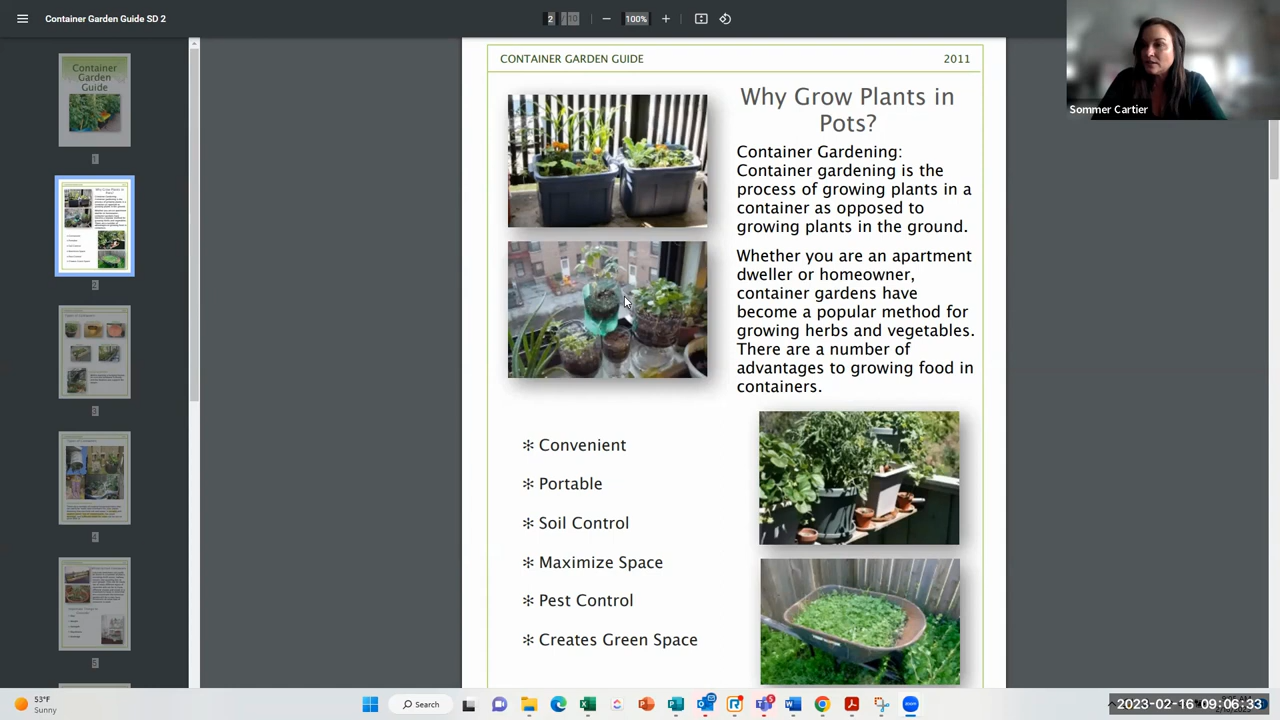 Container Garden Guide SD 2
2 / 10
100%
Sommer Cartier
CONTAINER GARDEN GUIDE 2011
Why Grow Plants in
Pots?
Container Gardening:
Container gardening is the
process of growing plants in a
container as opposed to
growing plants in the ground.
Whether you are an apartment
dweller or homeowner,
container gardens have
become a popular method for
growing herbs and vegetables.
There are a number of
advantages to growing food in
containers.
✻ Convenient
✻ Portable
✻ Soil Control
✻ Maximize Space
✻ Pest Control
✻ Creates Green Space
Container
Garden
Guide
1
2
3
4
5
53°F
Sunny
Search
2023-02-16 09:06:33